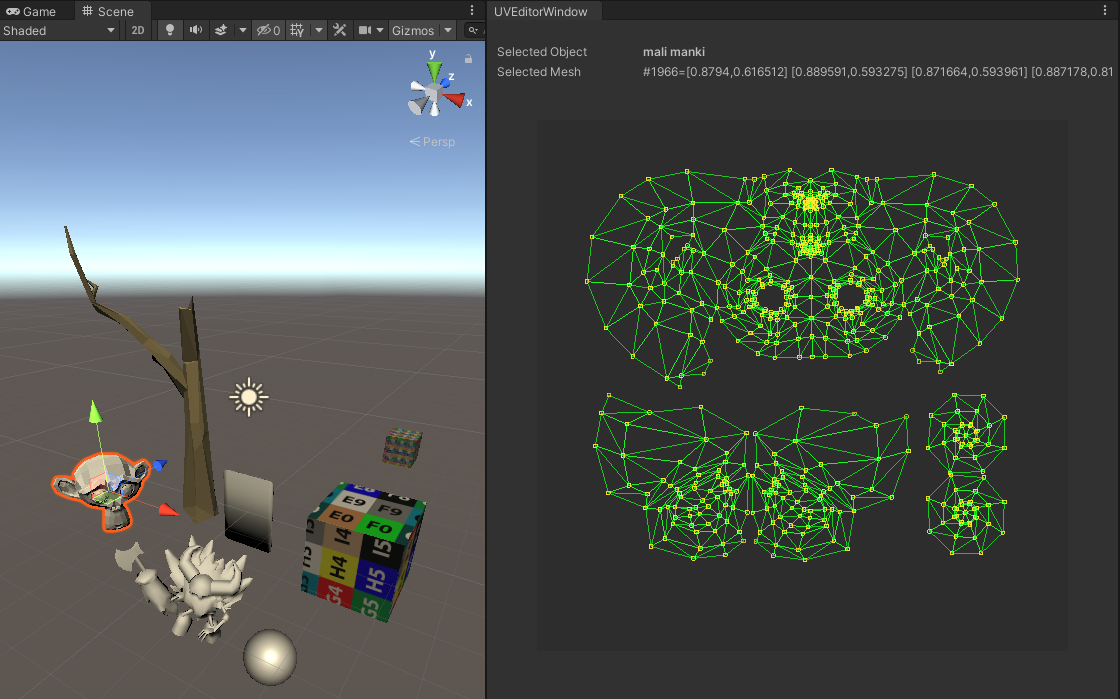 Game
Scene
Shaded
2D
0
Gizmos
y
z
x
Persp
E9
F9
E0
F0
I4
I5
H4
H5
G4
G5
UVEditorWindow
Selected Object mali manki
Selected Mesh #1966=[0.8794,0.616512] [0.889591,0.593275] [0.871664,0.593961] [0.887178,0.81